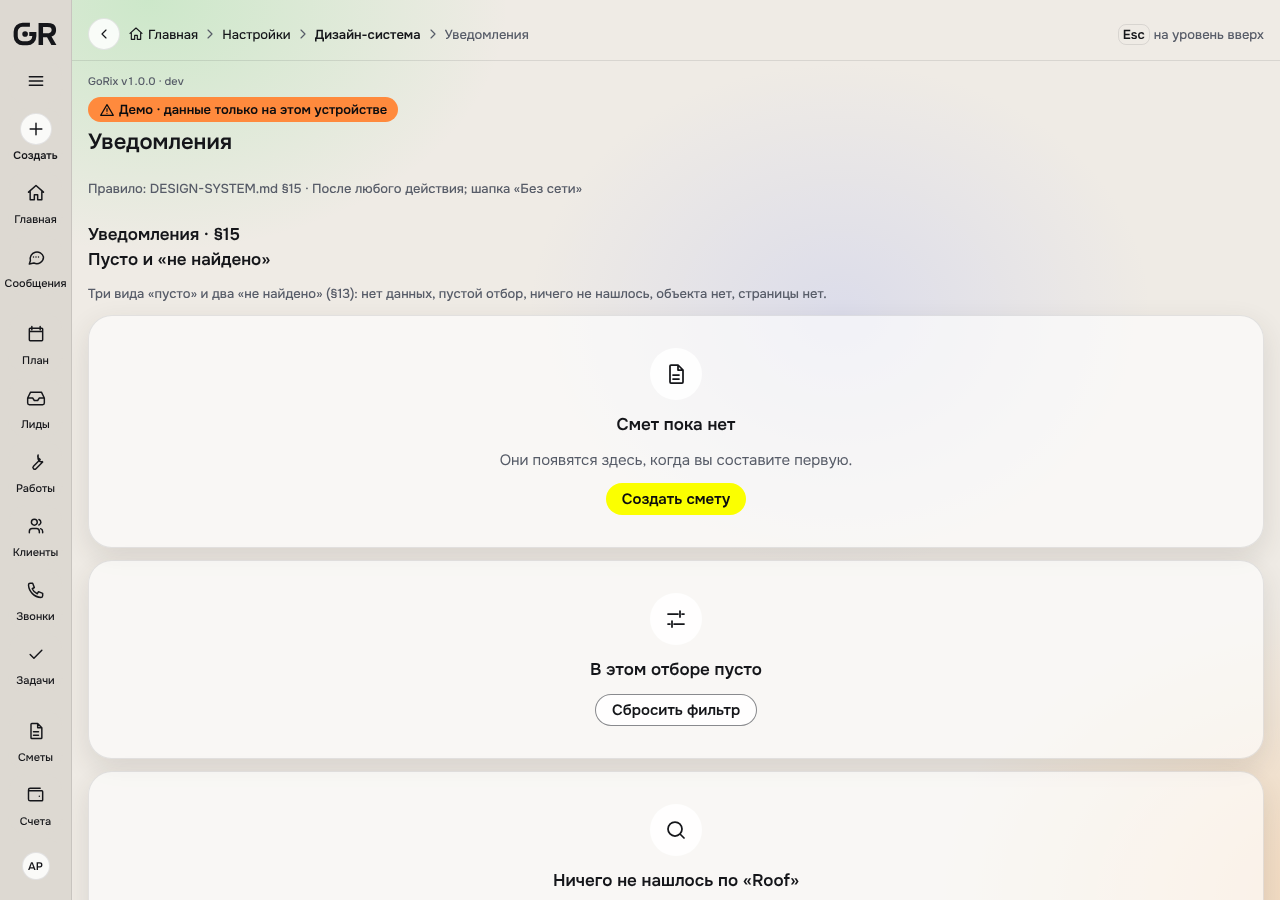 GR
Главная
Настройки
Дизайн-система
Уведомления
Esc на уровень вверх
GoRix v1.0.0 · dev
Демо · данные только на этом устройстве
Уведомления
Правило: DESIGN-SYSTEM.md §15 · После любого действия; шапка «Без сети»
Уведомления · §15
Пусто и «не найдено»
Три вида «пусто» и два «не найдено» (§13): нет данных, пустой отбор, ничего не нашлось, объекта нет, страницы нет.
Смет пока нет
Они появятся здесь, когда вы составите первую.
Создать смету
В этом отборе пусто
Сбросить фильтр
Ничего не нашлось по «Roof»
Создать
Главная
Сообщения
План
Лиды
Работы
Клиенты
Звонки
Задачи
Сметы
Счета
AP